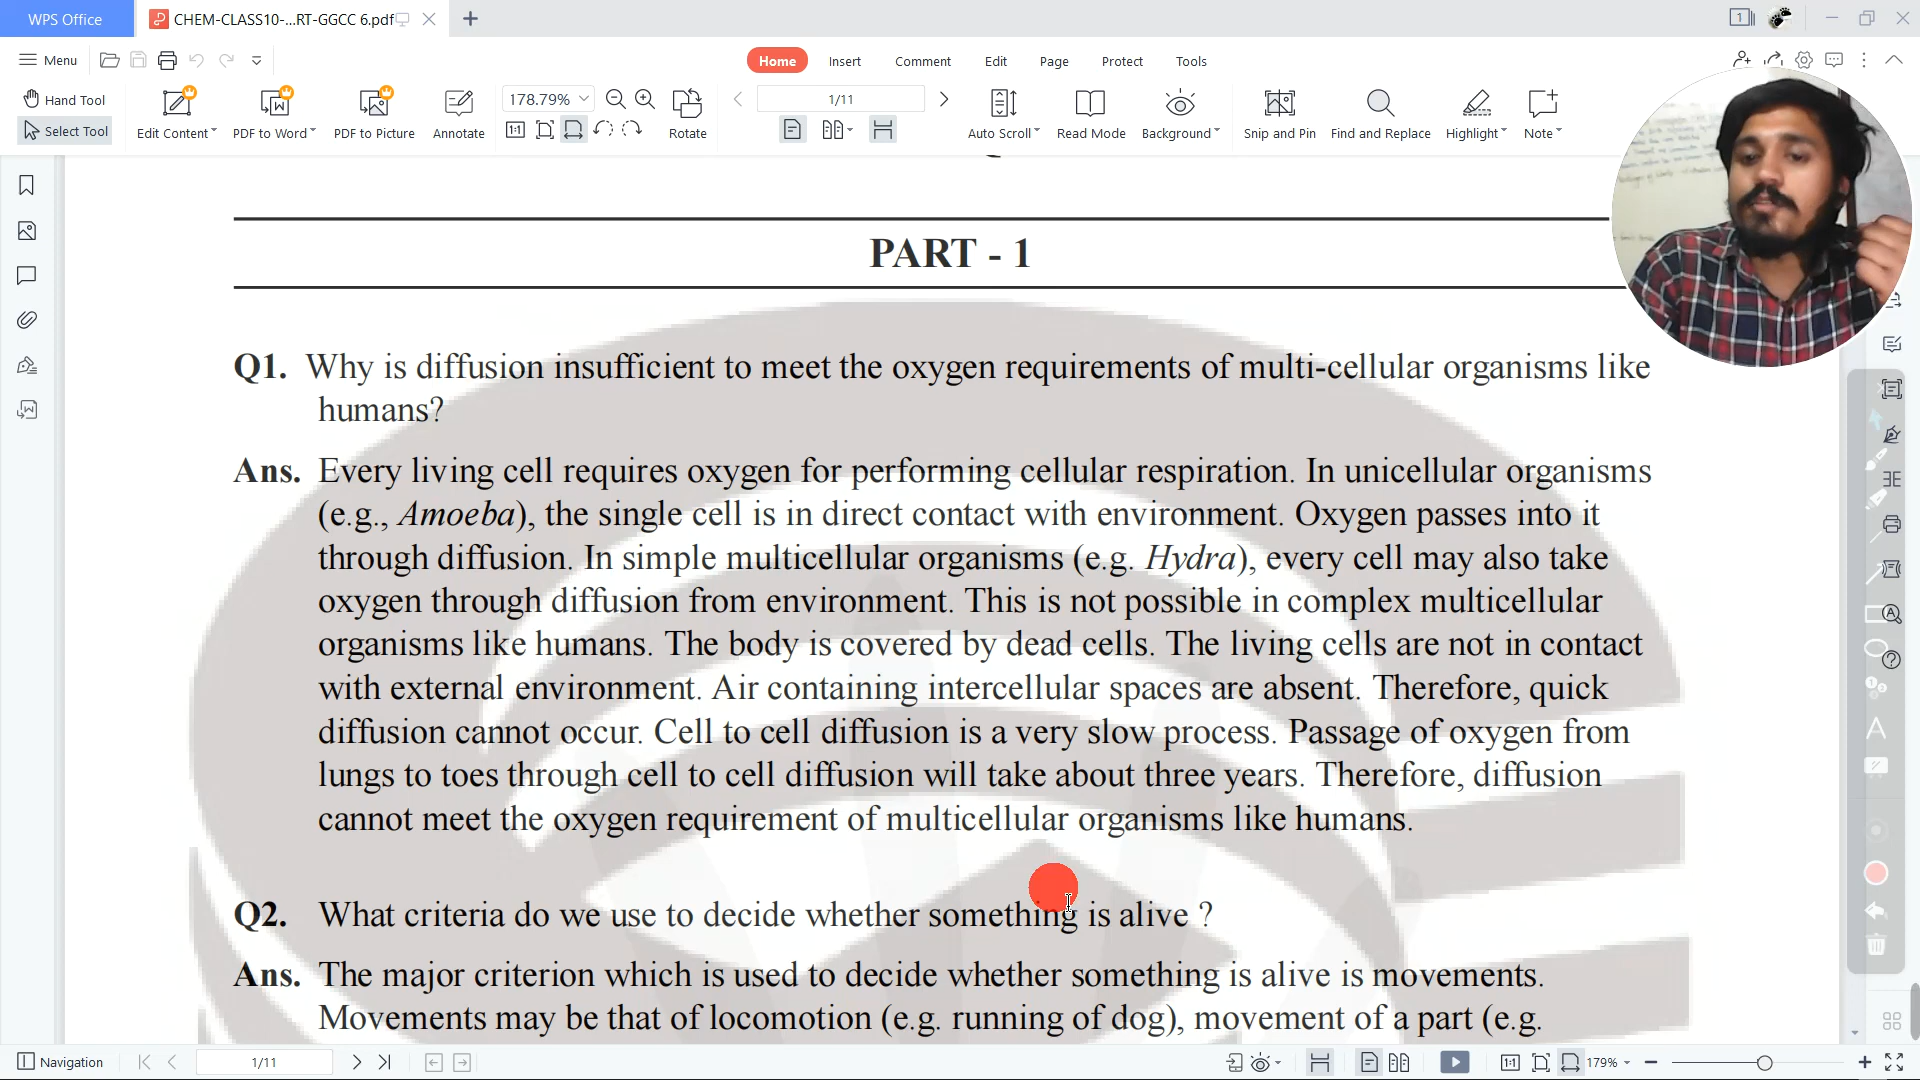 WPS Office
CHEM-CLASS10-...RT-GGCC 6.pdf
Menu
Home
Insert
Comment
Edit
Page
Protect
Tools
Hand Tool
Select Tool
Edit Content
PDF to Word
PDF to Picture
Annotate
178.79%
Rotate
1/11
Auto Scroll
Read Mode
Background
Snip and Pin
Find and Replace
Highlight
Note
PART - 1
Q1. Why is diffusion insufficient to meet the oxygen requirements of multi-cellular organisms like
humans?
Ans. Every living cell requires oxygen for performing cellular respiration. In unicellular organisms
(e.g., Amoeba), the single cell is in direct contact with environment. Oxygen passes into it
through diffusion. In simple multicellular organisms (e.g. Hydra), every cell may also take
oxygen through diffusion from environment. This is not possible in complex multicellular
organisms like humans. The body is covered by dead cells. The living cells are not in contact
with external environment. Air containing intercellular spaces are absent. Therefore, quick
diffusion cannot occur. Cell to cell diffusion is a very slow process. Passage of oxygen from
lungs to toes through cell to cell diffusion will take about three years. Therefore, diffusion
cannot meet the oxygen requirement of multicellular organisms like humans.
Q2. What criteria do we use to decide whether something is alive ?
Ans. The major criterion which is used to decide whether something is alive is movements.
Movements may be that of locomotion (e.g. running of dog), movement of a part (e.g.
Navigation
1/11
179%